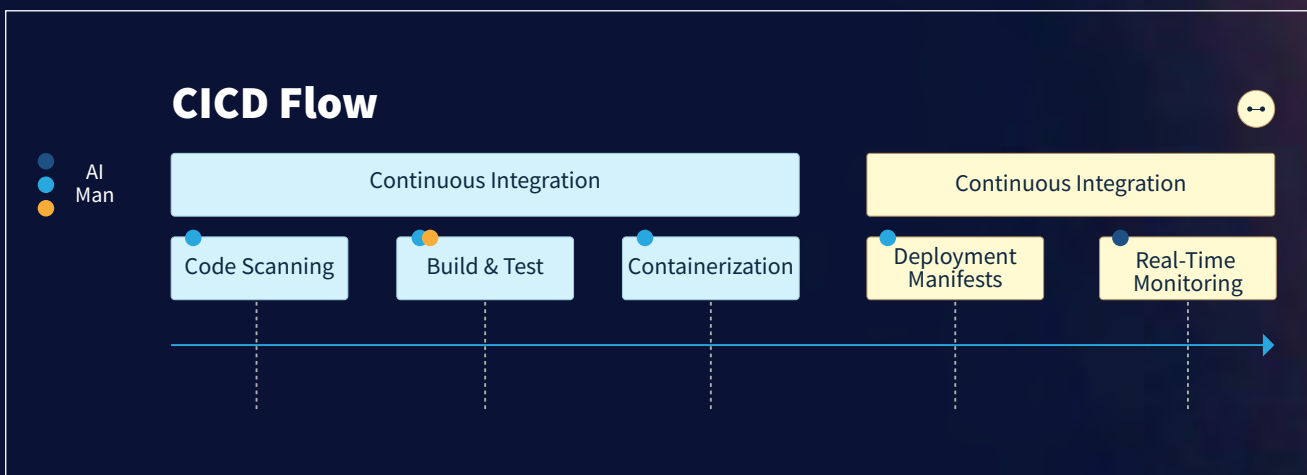 CICD Flow
AI
Man
Continuous Integration
Continuous Integration
Code Scanning
Build & Test
Containerization
Deployment
Manifests
Real-Time
Monitoring